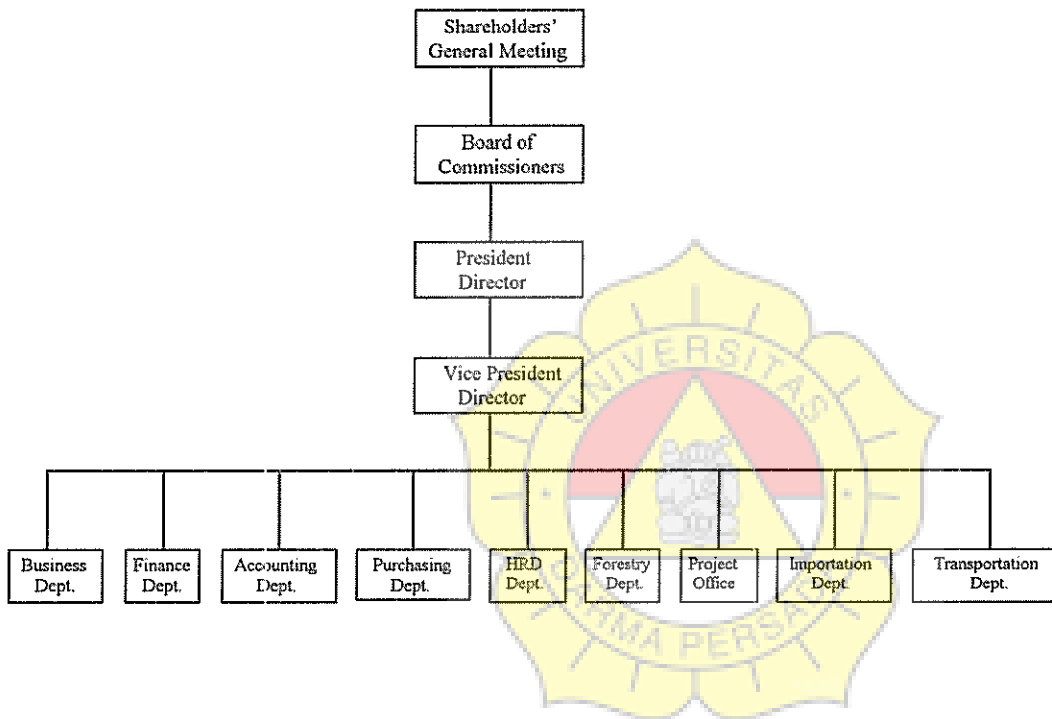 Shareholders'
General Meeting
Board of
Commissioners
President
Director
Vice President
Director
Business
Dept.
Finance
Dept.
Accounting
Dept.
Purchasing
Dept.
HRD
Dept.
Forestry
Dept.
Project
Office
Importation
Dept.
Transportation
Dept.
UNIVERSITAS
DARMA PERSADA